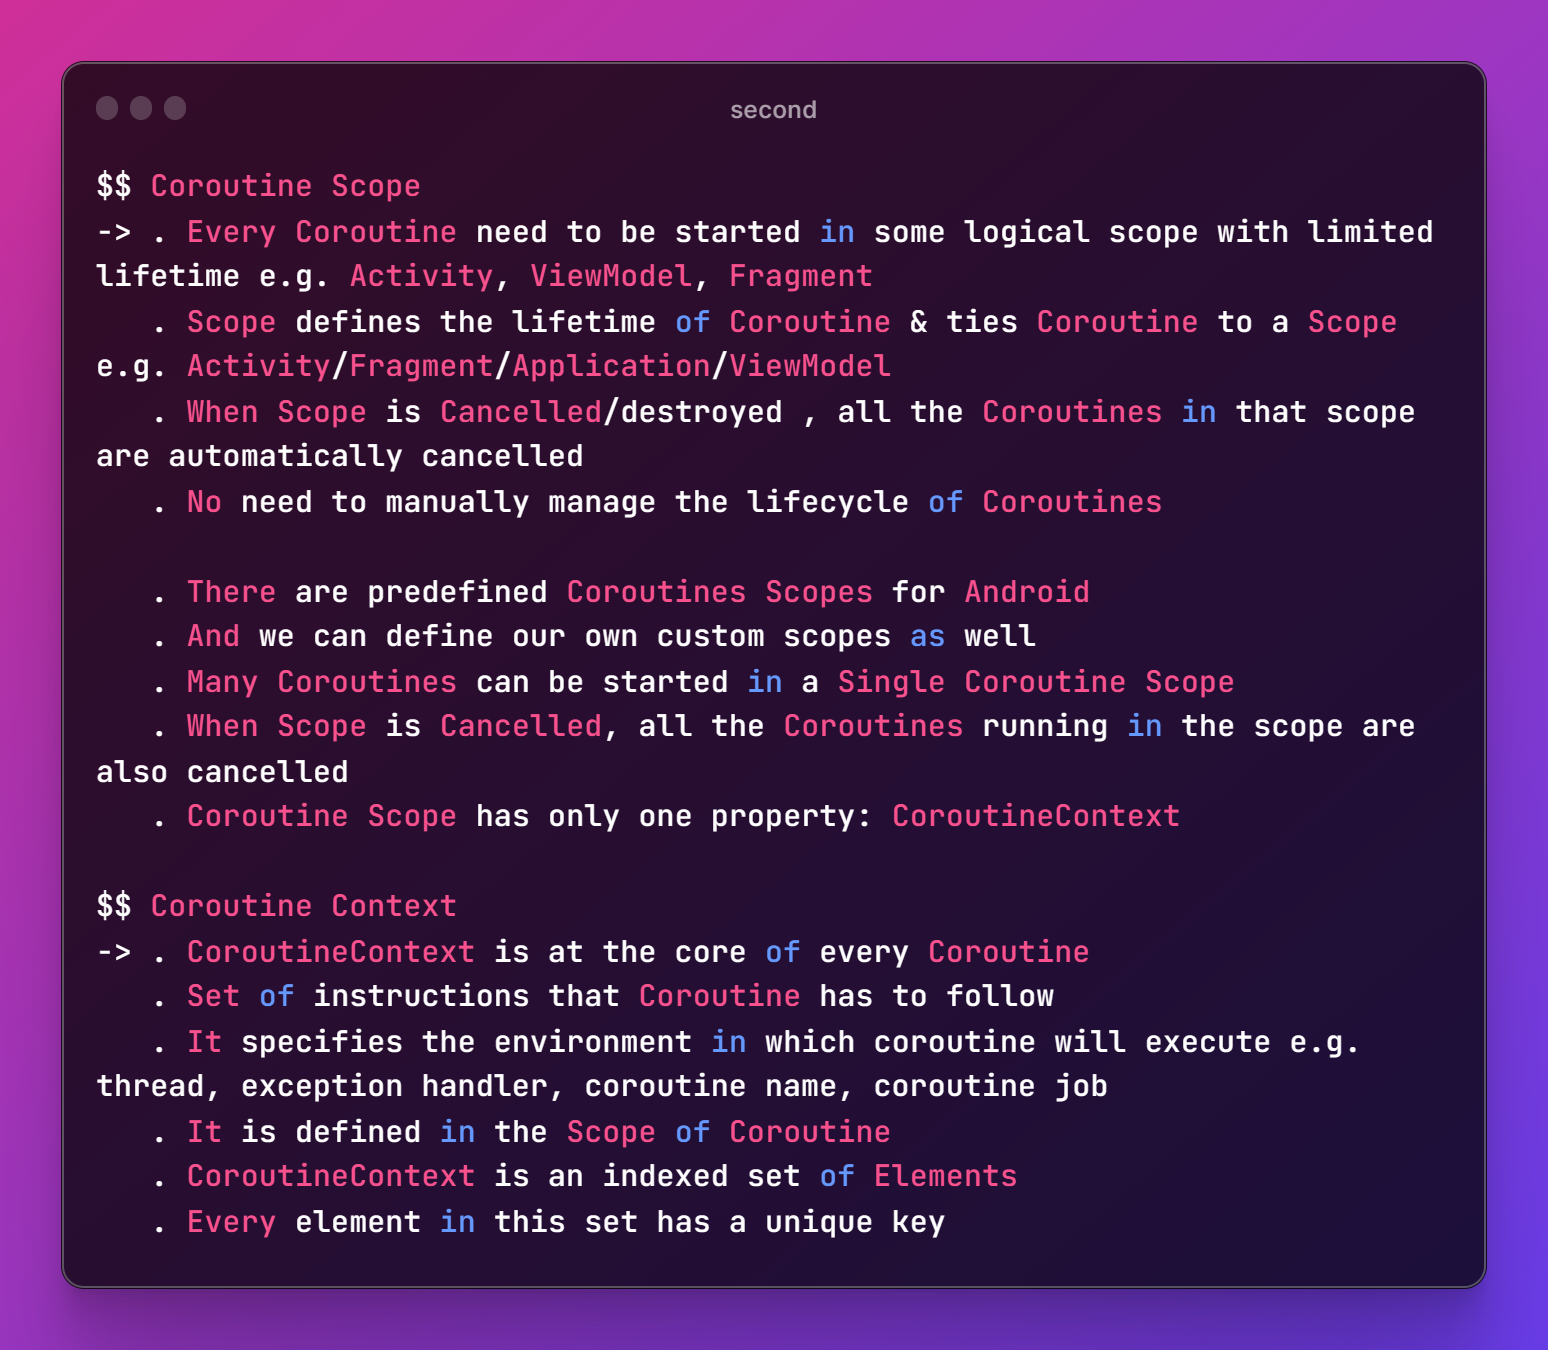 second
$$ Coroutine Scope
-> . Every Coroutine need to be started in some logical scope with limited
lifetime e.g. Activity, ViewModel, Fragment
. Scope defines the lifetime of Coroutine & ties Coroutine to a Scope
e.g. Activity/Fragment/Application/ViewModel
. When Scope is Cancelled/destroyed , all the Coroutines in that scope
are automatically cancelled
. No need to manually manage the lifecycle of Coroutines
. There are predefined Coroutines Scopes for Android
. And we can define our own custom scopes as well
. Many Coroutines can be started in a Single Coroutine Scope
. When Scope is Cancelled, all the Coroutines running in the scope are
also cancelled
. Coroutine Scope has only one property: CoroutineContext
$$ Coroutine Context
-> . CoroutineContext is at the core of every Coroutine
. Set of instructions that Coroutine has to follow
. It specifies the environment in which coroutine will execute e.g.
thread, exception handler, coroutine name, coroutine job
. It is defined in the Scope of Coroutine
. CoroutineContext is an indexed set of Elements
. Every element in this set has a unique key